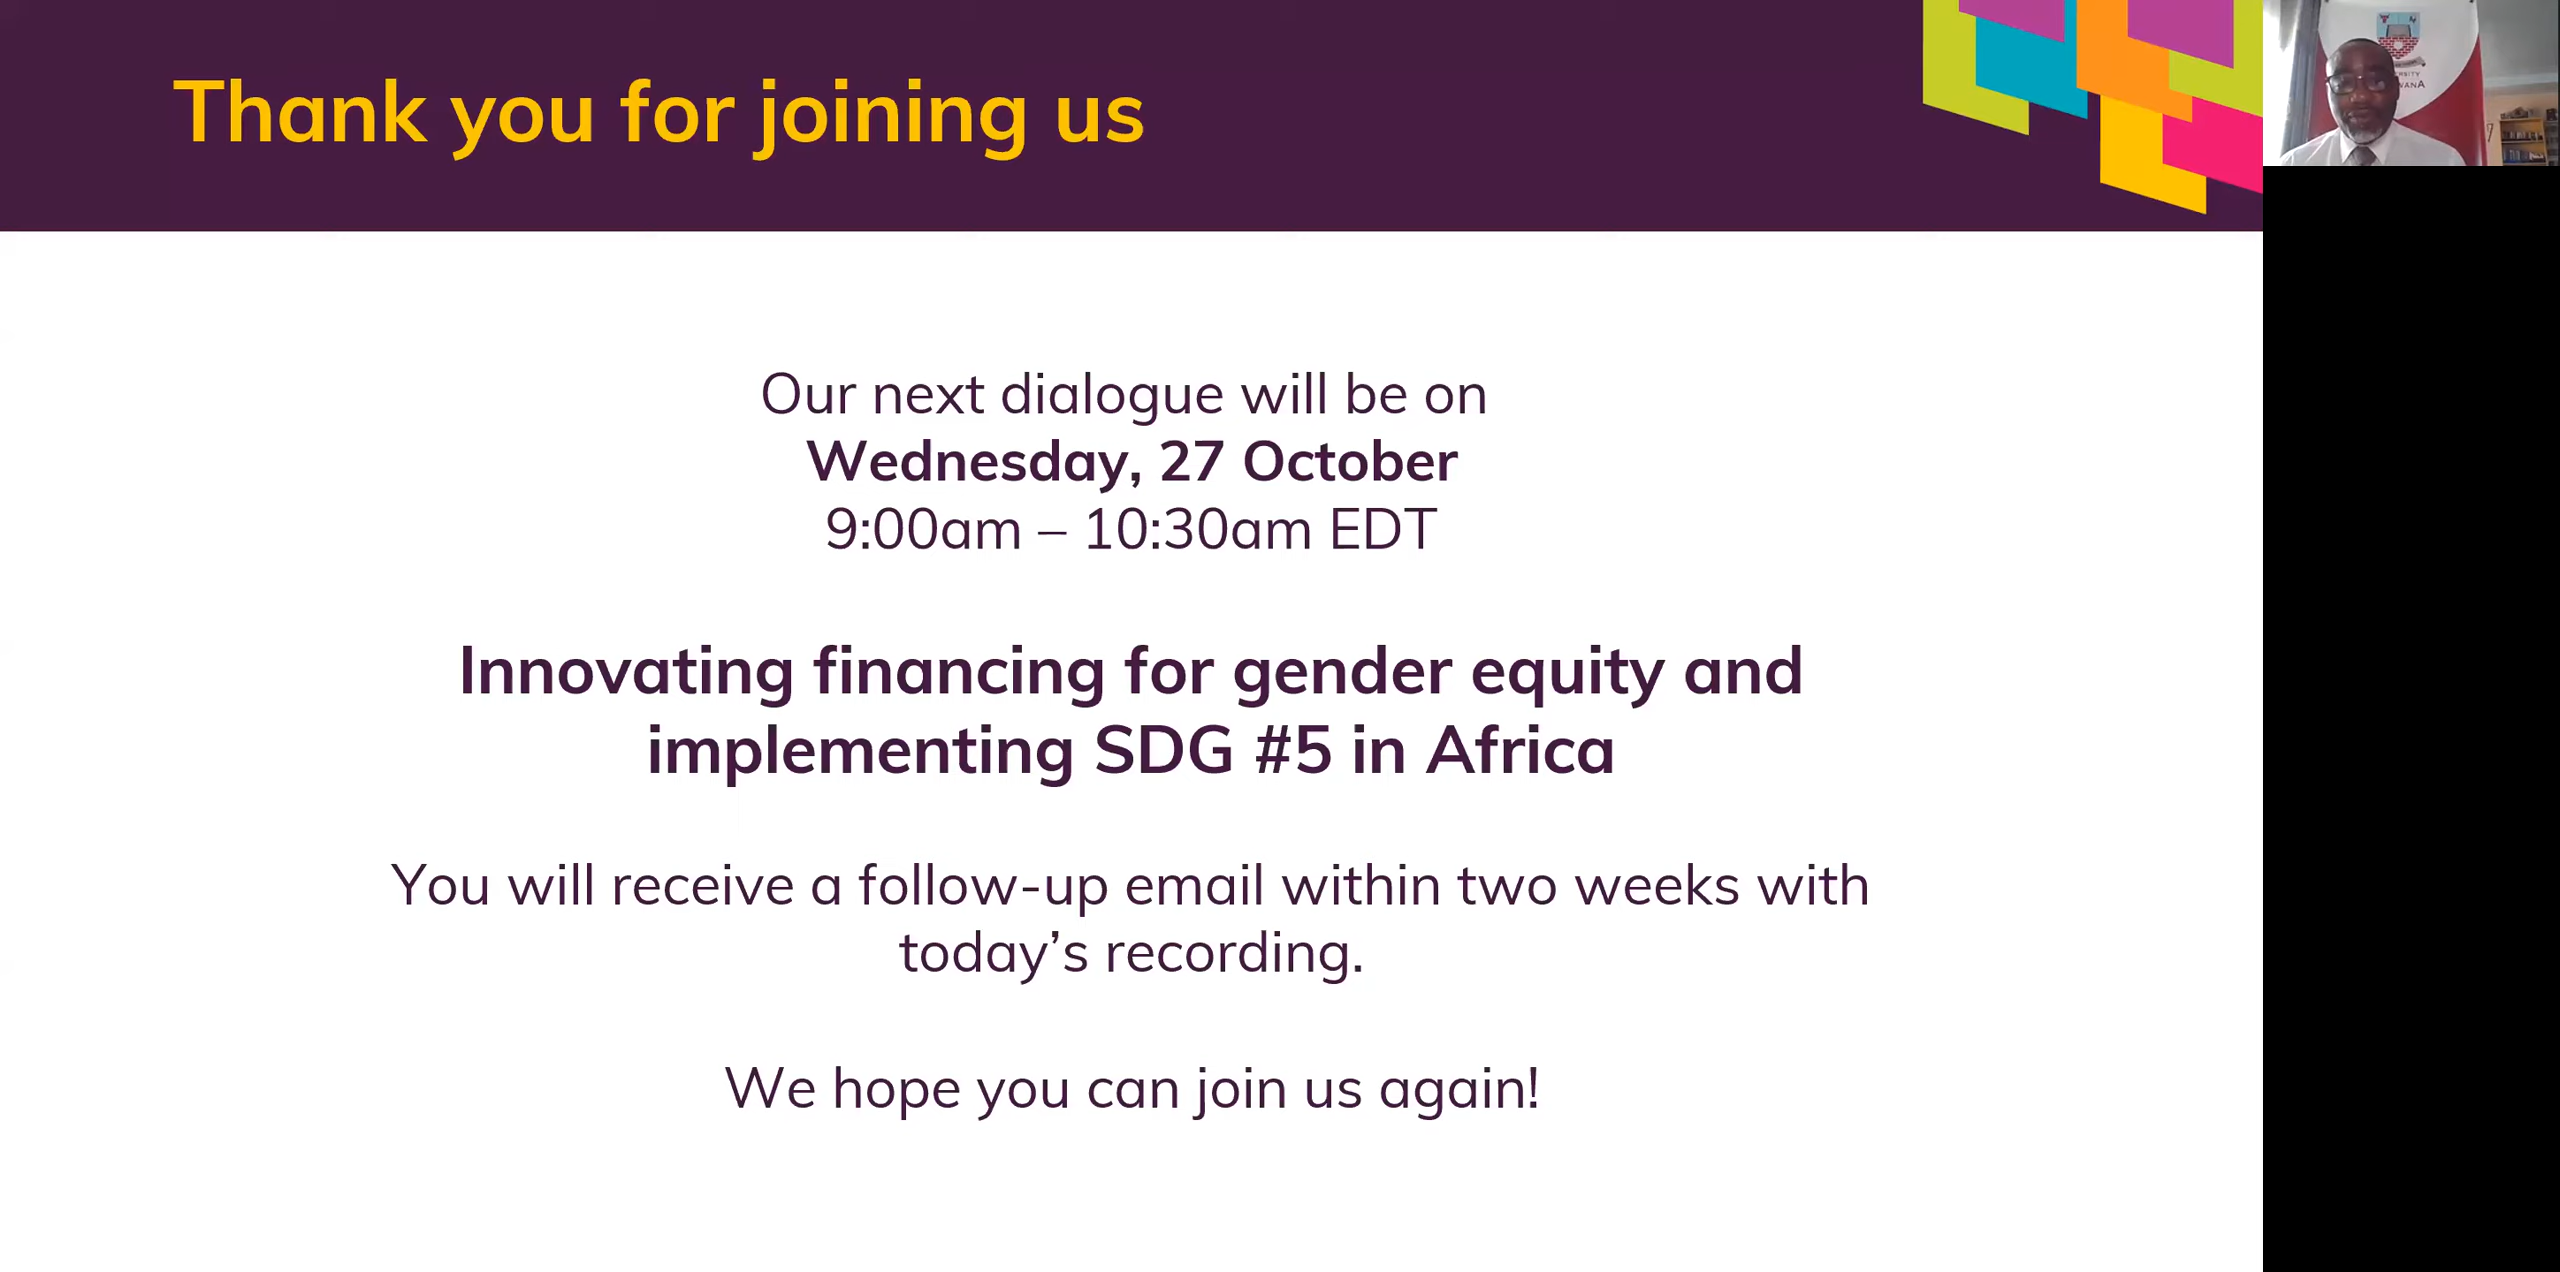 Thank you for joining us
Our next dialogue will be on
Wednesday, 27 October
9:00am – 10:30am EDT
Innovating financing for gender equity and
implementing SDG #5 in Africa
You will receive a follow-up email within two weeks with
today’s recording.
We hope you can join us again!